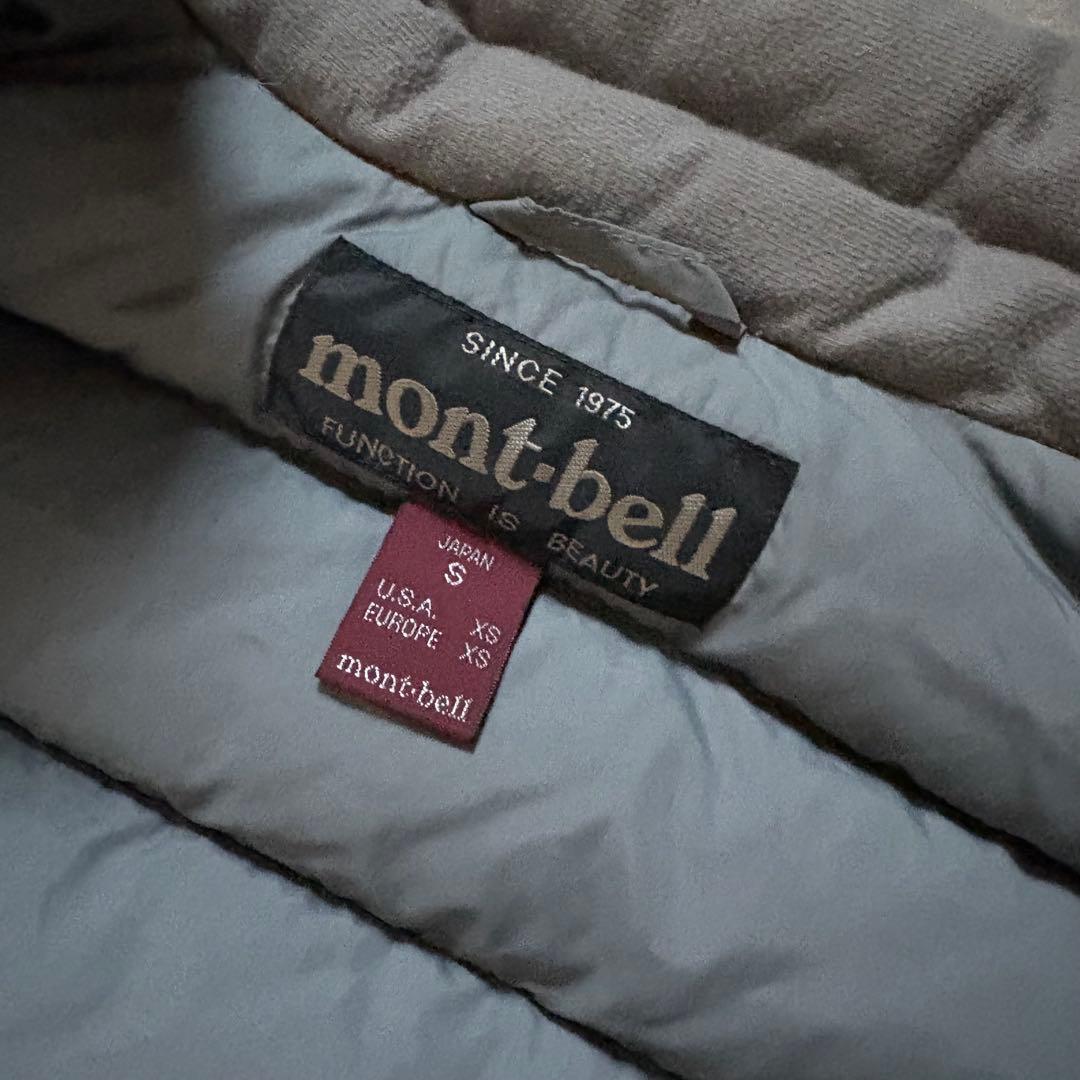 SINCE 1975
mont·bell
FUNCTION IS BEAUTY
JAPAN
S
U.S.A. XS
EUROPE XS
mont·bell